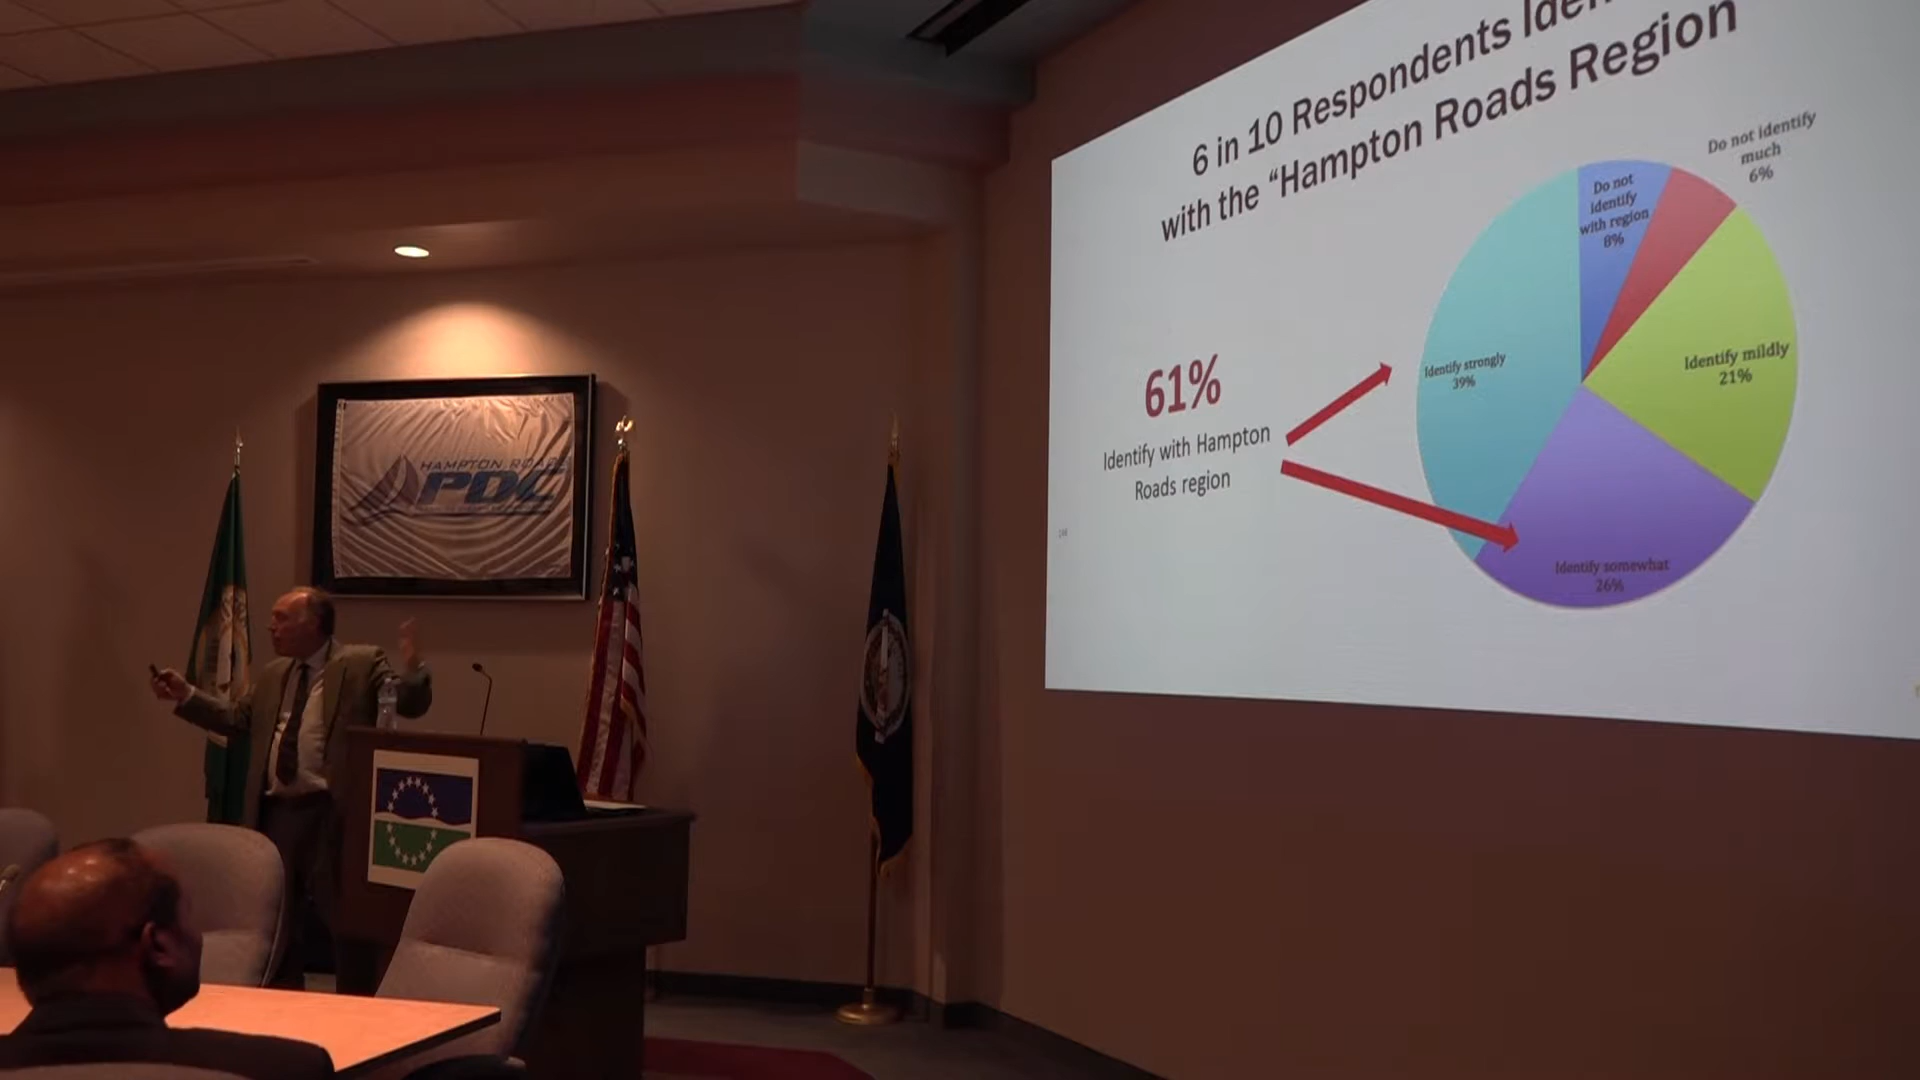 6 in 10 Respondents Iden
with the “Hampton Roads Region
Do not identify
much
6%
Do not
identify
with region
8%
Identify mildly
21%
Identify strongly
39%
61%
Identify with Hampton
Roads region
Identify somewhat
26%
HAMPTON ROADS
PDC